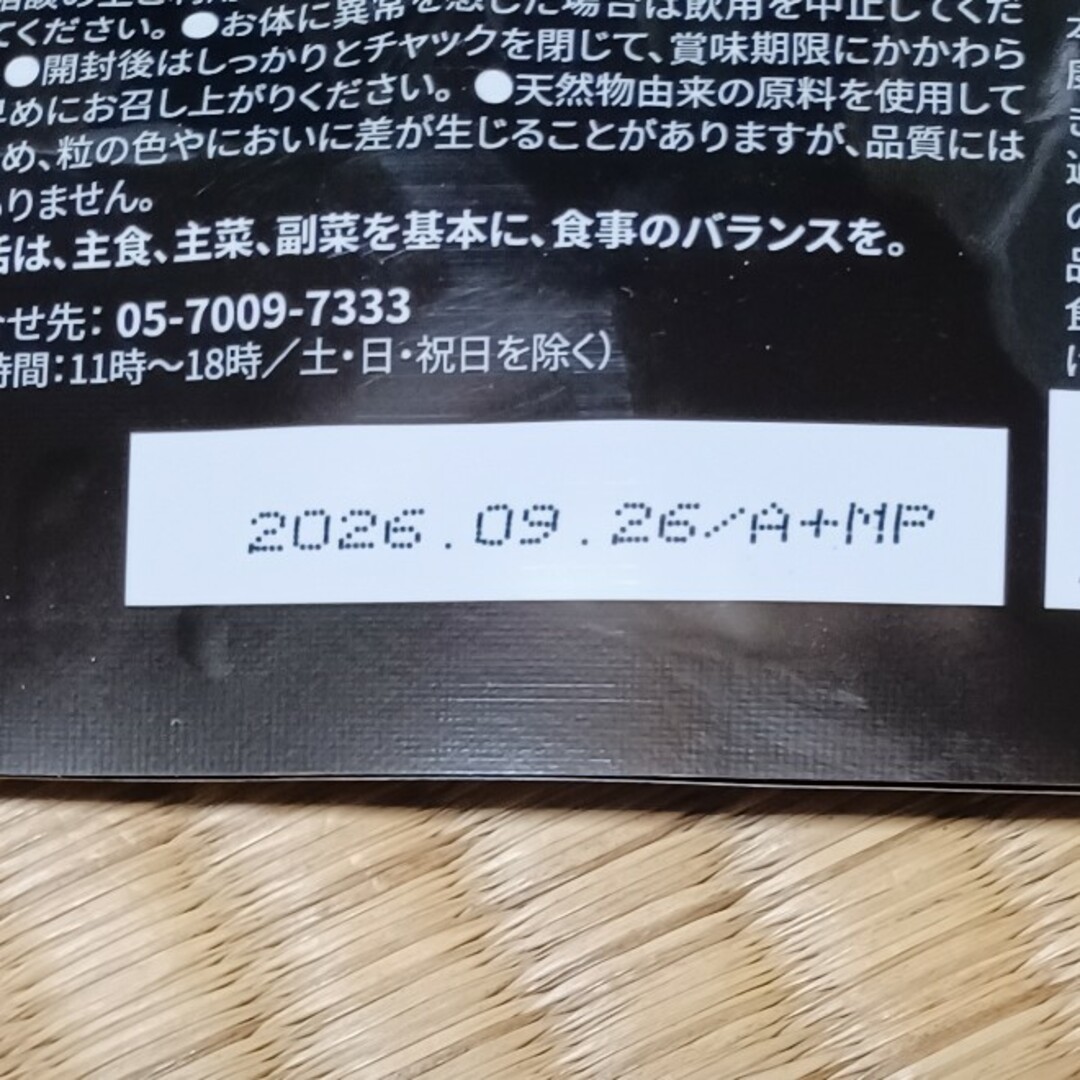 てください。●お体に異常を感じた場合は飲用を中止してくだ
●開封後はしっかりとチャックを閉じて、賞味期限にかかわら
早めにお召し上がりください。●天然物由来の原料を使用して
め、粒の色やにおいに差が生じることがありますが、品質には
ありません。
活は、主食、主菜、副菜を基本に、食事のバランスを。
せ先：05-7009-7333
時間：11時〜18時／土・日・祝日を除く）
2026.09.26/A+MP
の
品
食